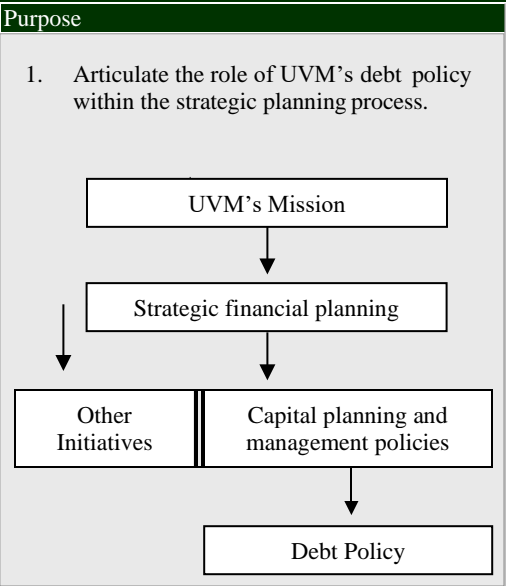 Purpose
1. Articulate the role of UVM's debt policy
within the strategic planning process.
UVM's Mission
Strategic financial planning
Other
Initiatives
Capital planning and
management policies
Debt Policy